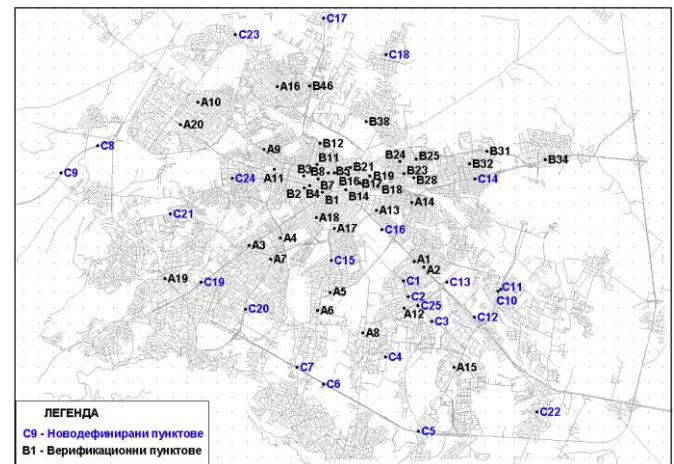 C17
C23
C18
A16 B46
A10
B38
A20
B12
C8
A9
B11
B24 B25 B31
B32 B34
C9
A11 B3 B8 B5 B21 B23
C24 B16 B17 B19 B28 C14
B2 B4 B7 B18
B1 B14
A14
C21 A18 A13
A17 C16
A3 A4
A7 C15 A1
A2
A19 C19 C1 C13
A5 C2 C11
C10
C20 A6 A12 C25
C3 C12
A8
C4
C7 A15
C6
C22
C5
ЛЕГЕНДА
C9 - Новодефинирани пунктове
B1 - Верификационни пунктове